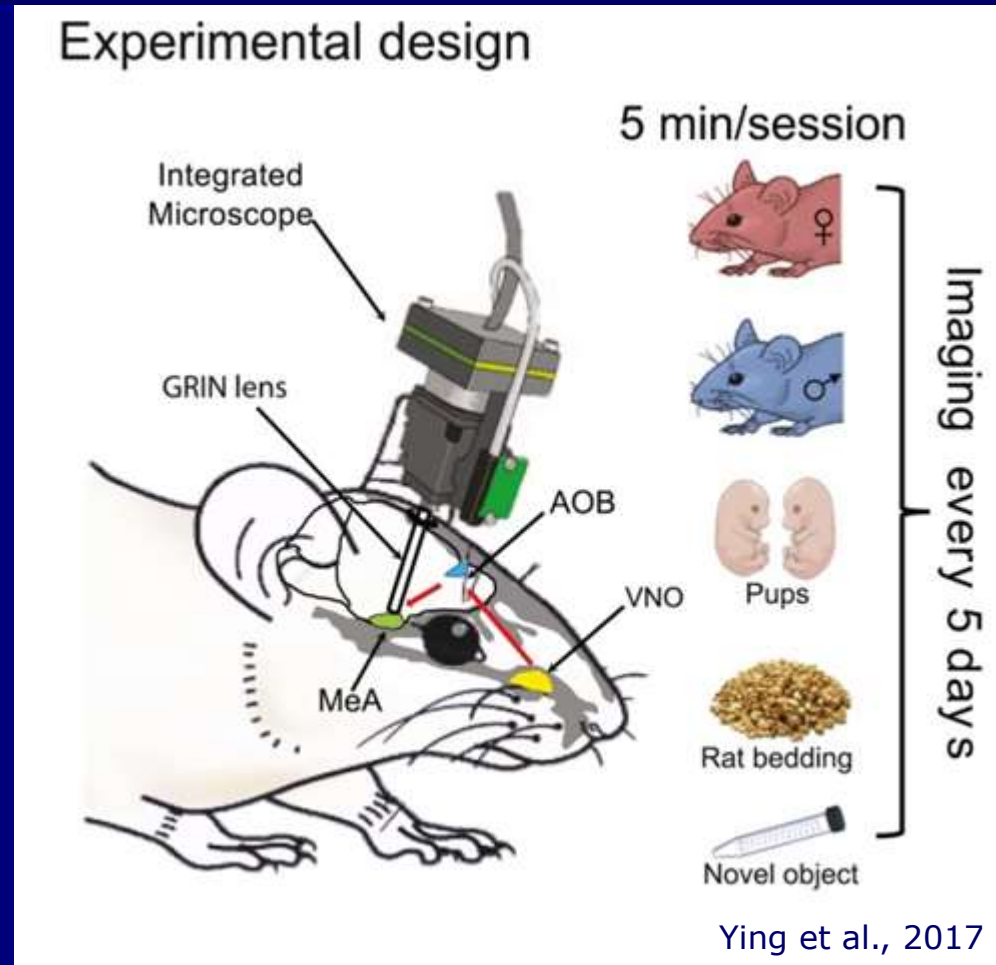 Experimental design
5 min/session
Integrated
Microscope
GRIN lens
AOB
VNO
MeA
♀
♂
Pups
Rat bedding
Novel object
Imaging every 5 days
Ying et al., 2017